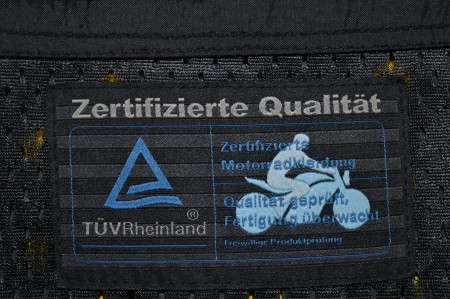 Zertifizierte Qualität
Zertifizierte
Motorradkleidung
Qualität geprüft,
Fertigung überwacht
Freiwillige Produktprüfung
TÜVRheinland®